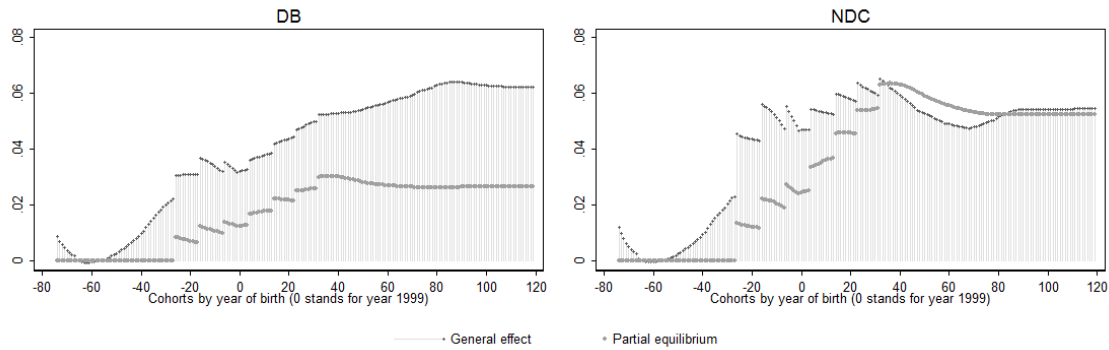 DB
NDC
.08
.06
.04
.02
0
-80 -60 -40 -20 0 20 40 60 80 100 120
Cohorts by year of birth (0 stands for year 1999)
.08
.06
.04
.02
0
-80 -60 -40 -20 0 20 40 60 80 100 120
Cohorts by year of birth (0 stands for year 1999)
General effect
Partial equilibrium